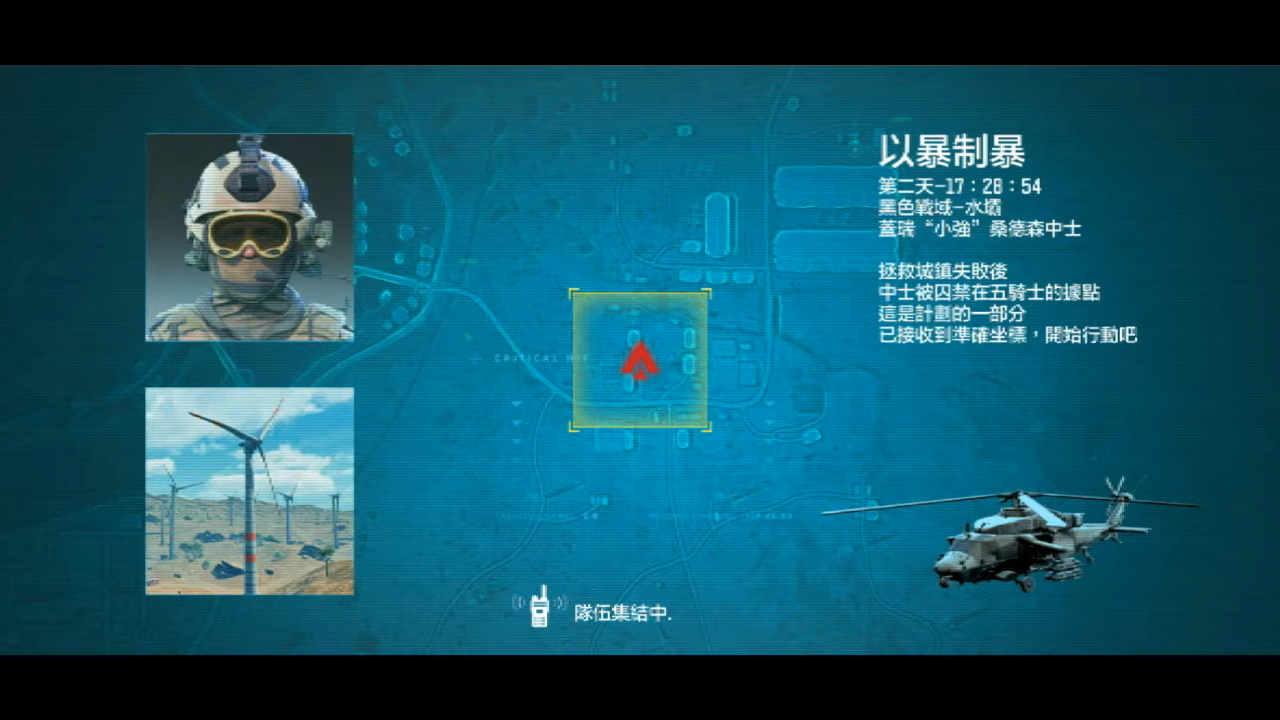 以暴制暴
第二天-17：28：54
黑色戰域-水壩
蓋瑞“小強”桑德森中士
拯救城鎮失敗後
中士被囚禁在五騎士的據點
這是計劃的一部分
已接收到準確坐標，開始行動吧
CRITICAL
隊伍集結中.